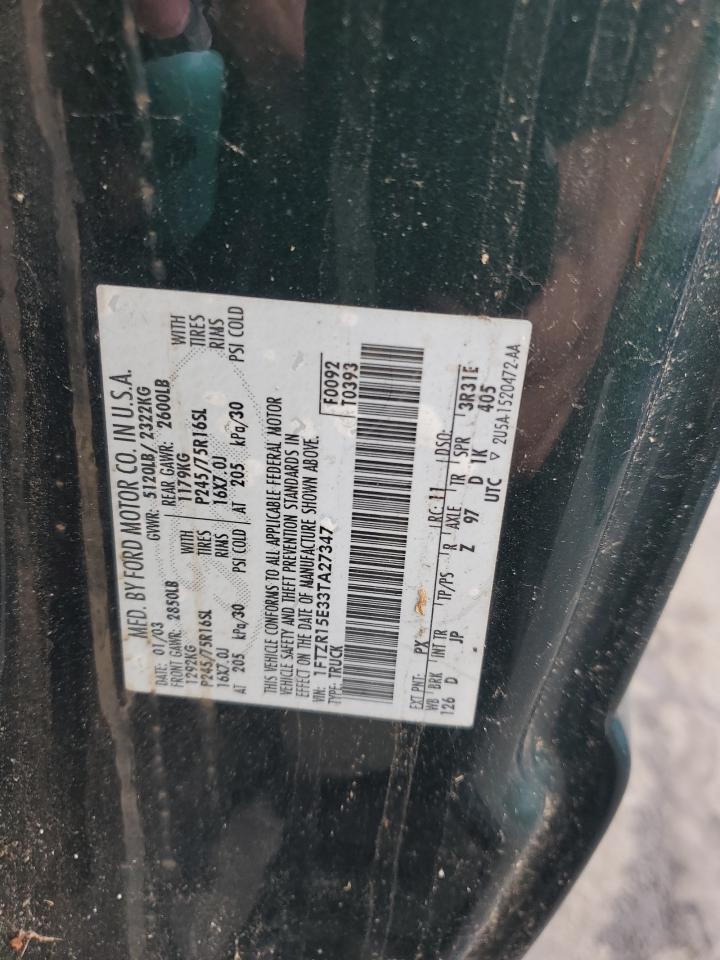 MFD. BY FORD MOTOR CO. IN U.S.A.
DATE: 01/03 GVWR: 5120LB/ 2322KG
FRONT GAWR: 2850LB REAR GAWR: 2600LB WITH
1292KG 1179KG TIRES
P245/75R16SL TIRES P245/75R16SL RIMS
16X7.0J WITH 16X7.0J
AT 205 kPa/30 PSI COLD AT 205 kPa/30 PSI COLD
THIS VEHICLE CONFORMS TO ALL APPLICABLE FEDERAL MOTOR
VEHICLE SAFETY AND THEFT PREVENTION STANDARDS IN
EFFECT ON THE DATE OF MANUFACTURE SHOWN ABOVE.
VIN: 1FTZR15E33TA27347 F0092
TYPE: TRUCK T0393
EXT PNT: PX RC: 11 DSO:
WB BRK INT TR TP/PS R AXLE TR SPR 3R31E
126 D JP Z 97 D 1K 405
UTC ▽ 2U5A-1520472-AA